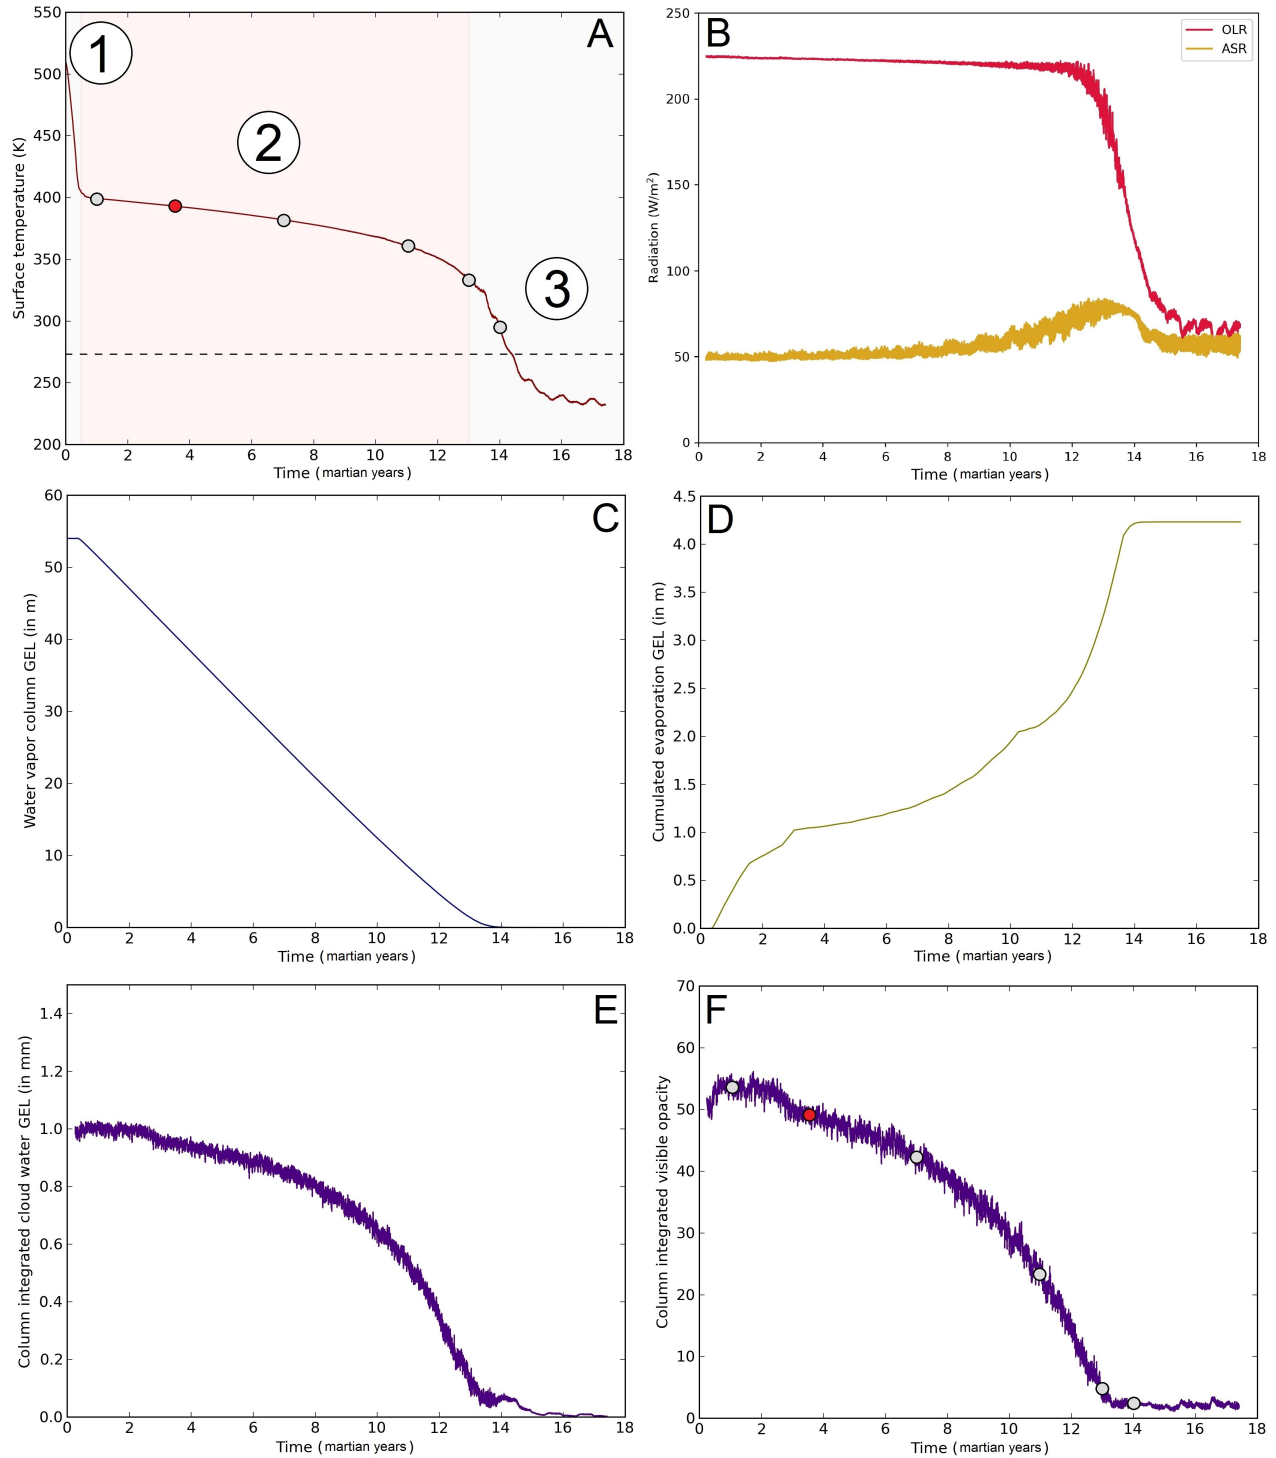 A
1
2
3
550
500
450
400
350
300
250
200
0 2 4 6 8 10 12 14 16 18
Surface temperature (K)
Time (martian years)
B
OLR
ASR
250
200
150
100
50
0
0 2 4 6 8 10 12 14 16 18
Radiation (W/m²)
Time (martian years)
C
60
50
40
30
20
10
0
0 2 4 6 8 10 12 14 16 18
Water vapor column GEL (in m)
Time (martian years)
D
4.5
4.0
3.5
3.0
2.5
2.0
1.5
1.0
0.5
0.0
0 2 4 6 8 10 12 14 16 18
Cumulated evaporation GEL (in m)
Time (martian years)
E
1.4
1.2
1.0
0.8
0.6
0.4
0.2
0.0
0 2 4 6 8 10 12 14 16 18
Column integrated cloud water GEL (in mm)
Time (martian years)
F
70
60
50
40
30
20
10
0
0 2 4 6 8 10 12 14 16 18
Column integrated visible opacity
Time (martian years)